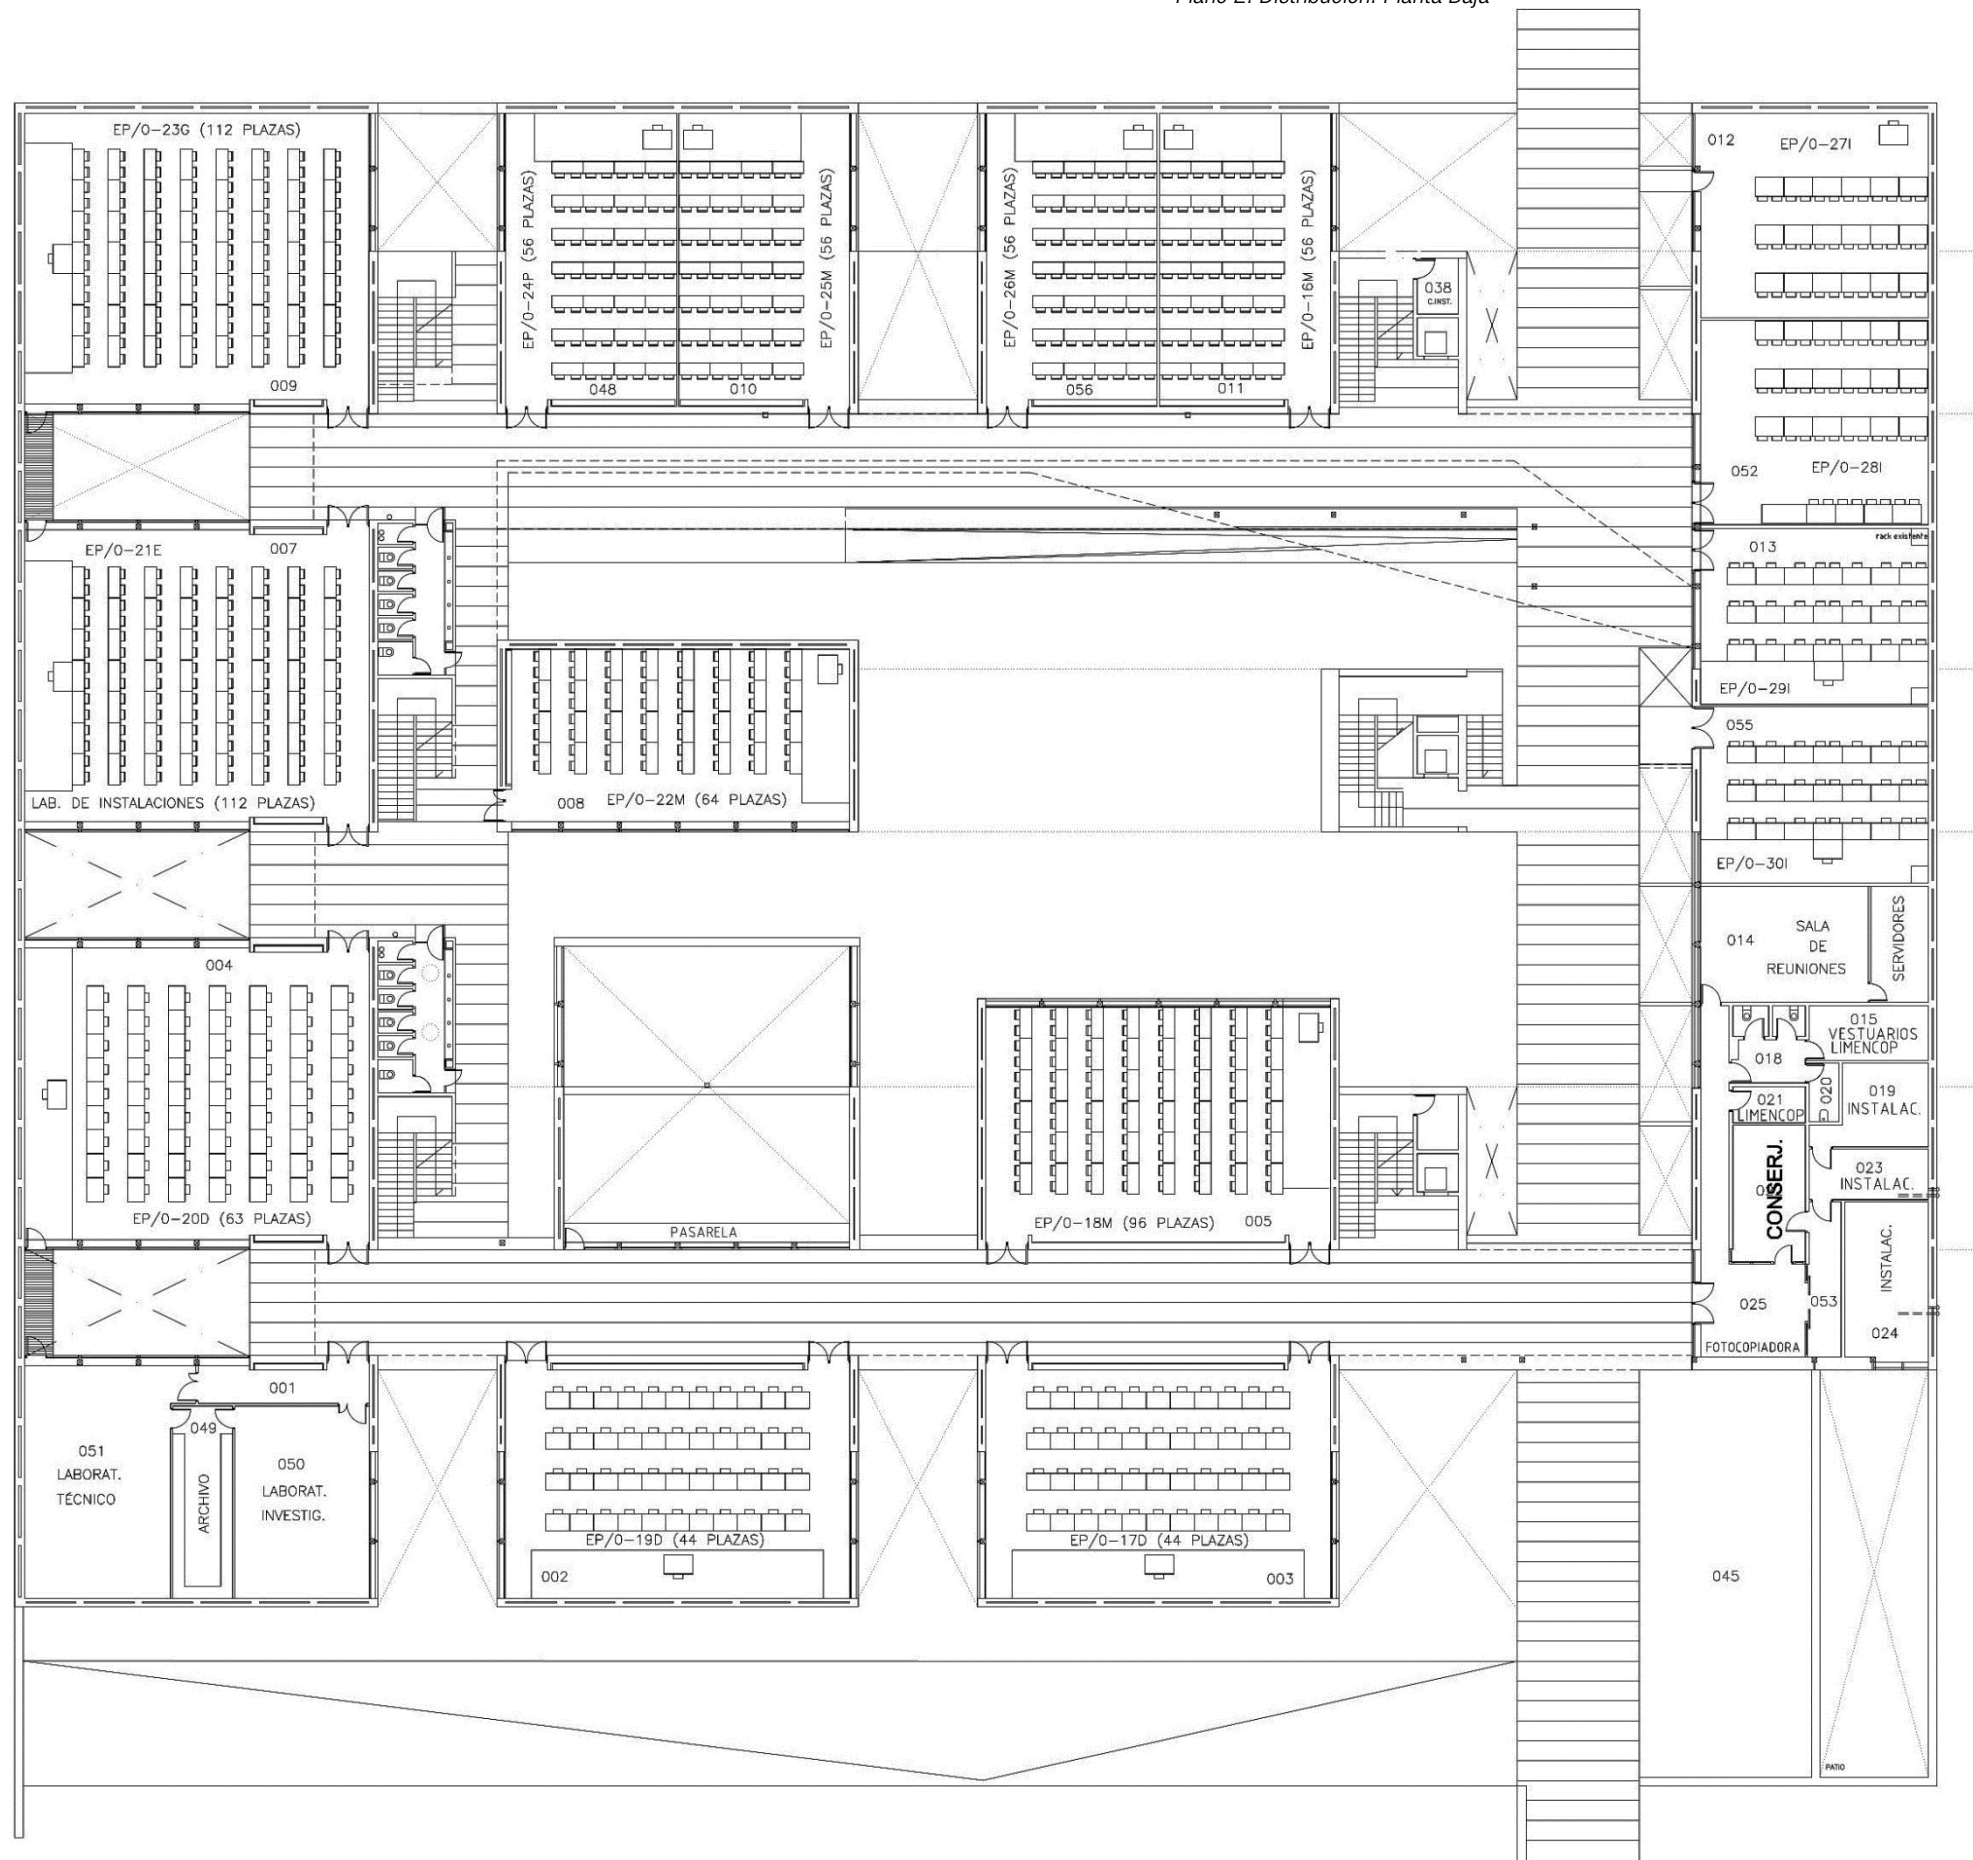 Plano 2. Distribución. Planta Baja
EP/0-23G (112 PLAZAS)
009
EP/0-24P (56 PLAZAS)
048
EP/0-25M (56 PLAZAS)
010
EP/0-26M (56 PLAZAS)
056
EP/0-16M (56 PLAZAS)
011
038
C.INST.
012
EP/0-27I
052
EP/0-28I
EP/0-21E
007
LAB. DE INSTALACIONES (112 PLAZAS)
008
EP/0-22M (64 PLAZAS)
rack existente
013
EP/0-29I
055
EP/0-30I
014
SALA
DE
REUNIONES
SERVIDORES
004
EP/0-20D (63 PLAZAS)
PASARELA
EP/0-18M (96 PLAZAS)
005
015
VESTUARIOS
LIMENCOP
018
020
019
INSTALAC.
021
LIMENCOP
CONSERJ.
023
INSTALAC.
INSTALAC.
024
025
053
FOTOCOPIADORA
001
049
051
LABORAT.
TÉCNICO
ARCHIVO
050
LABORAT.
INVESTIG.
EP/0-19D (44 PLAZAS)
002
EP/0-17D (44 PLAZAS)
003
045
PATIO